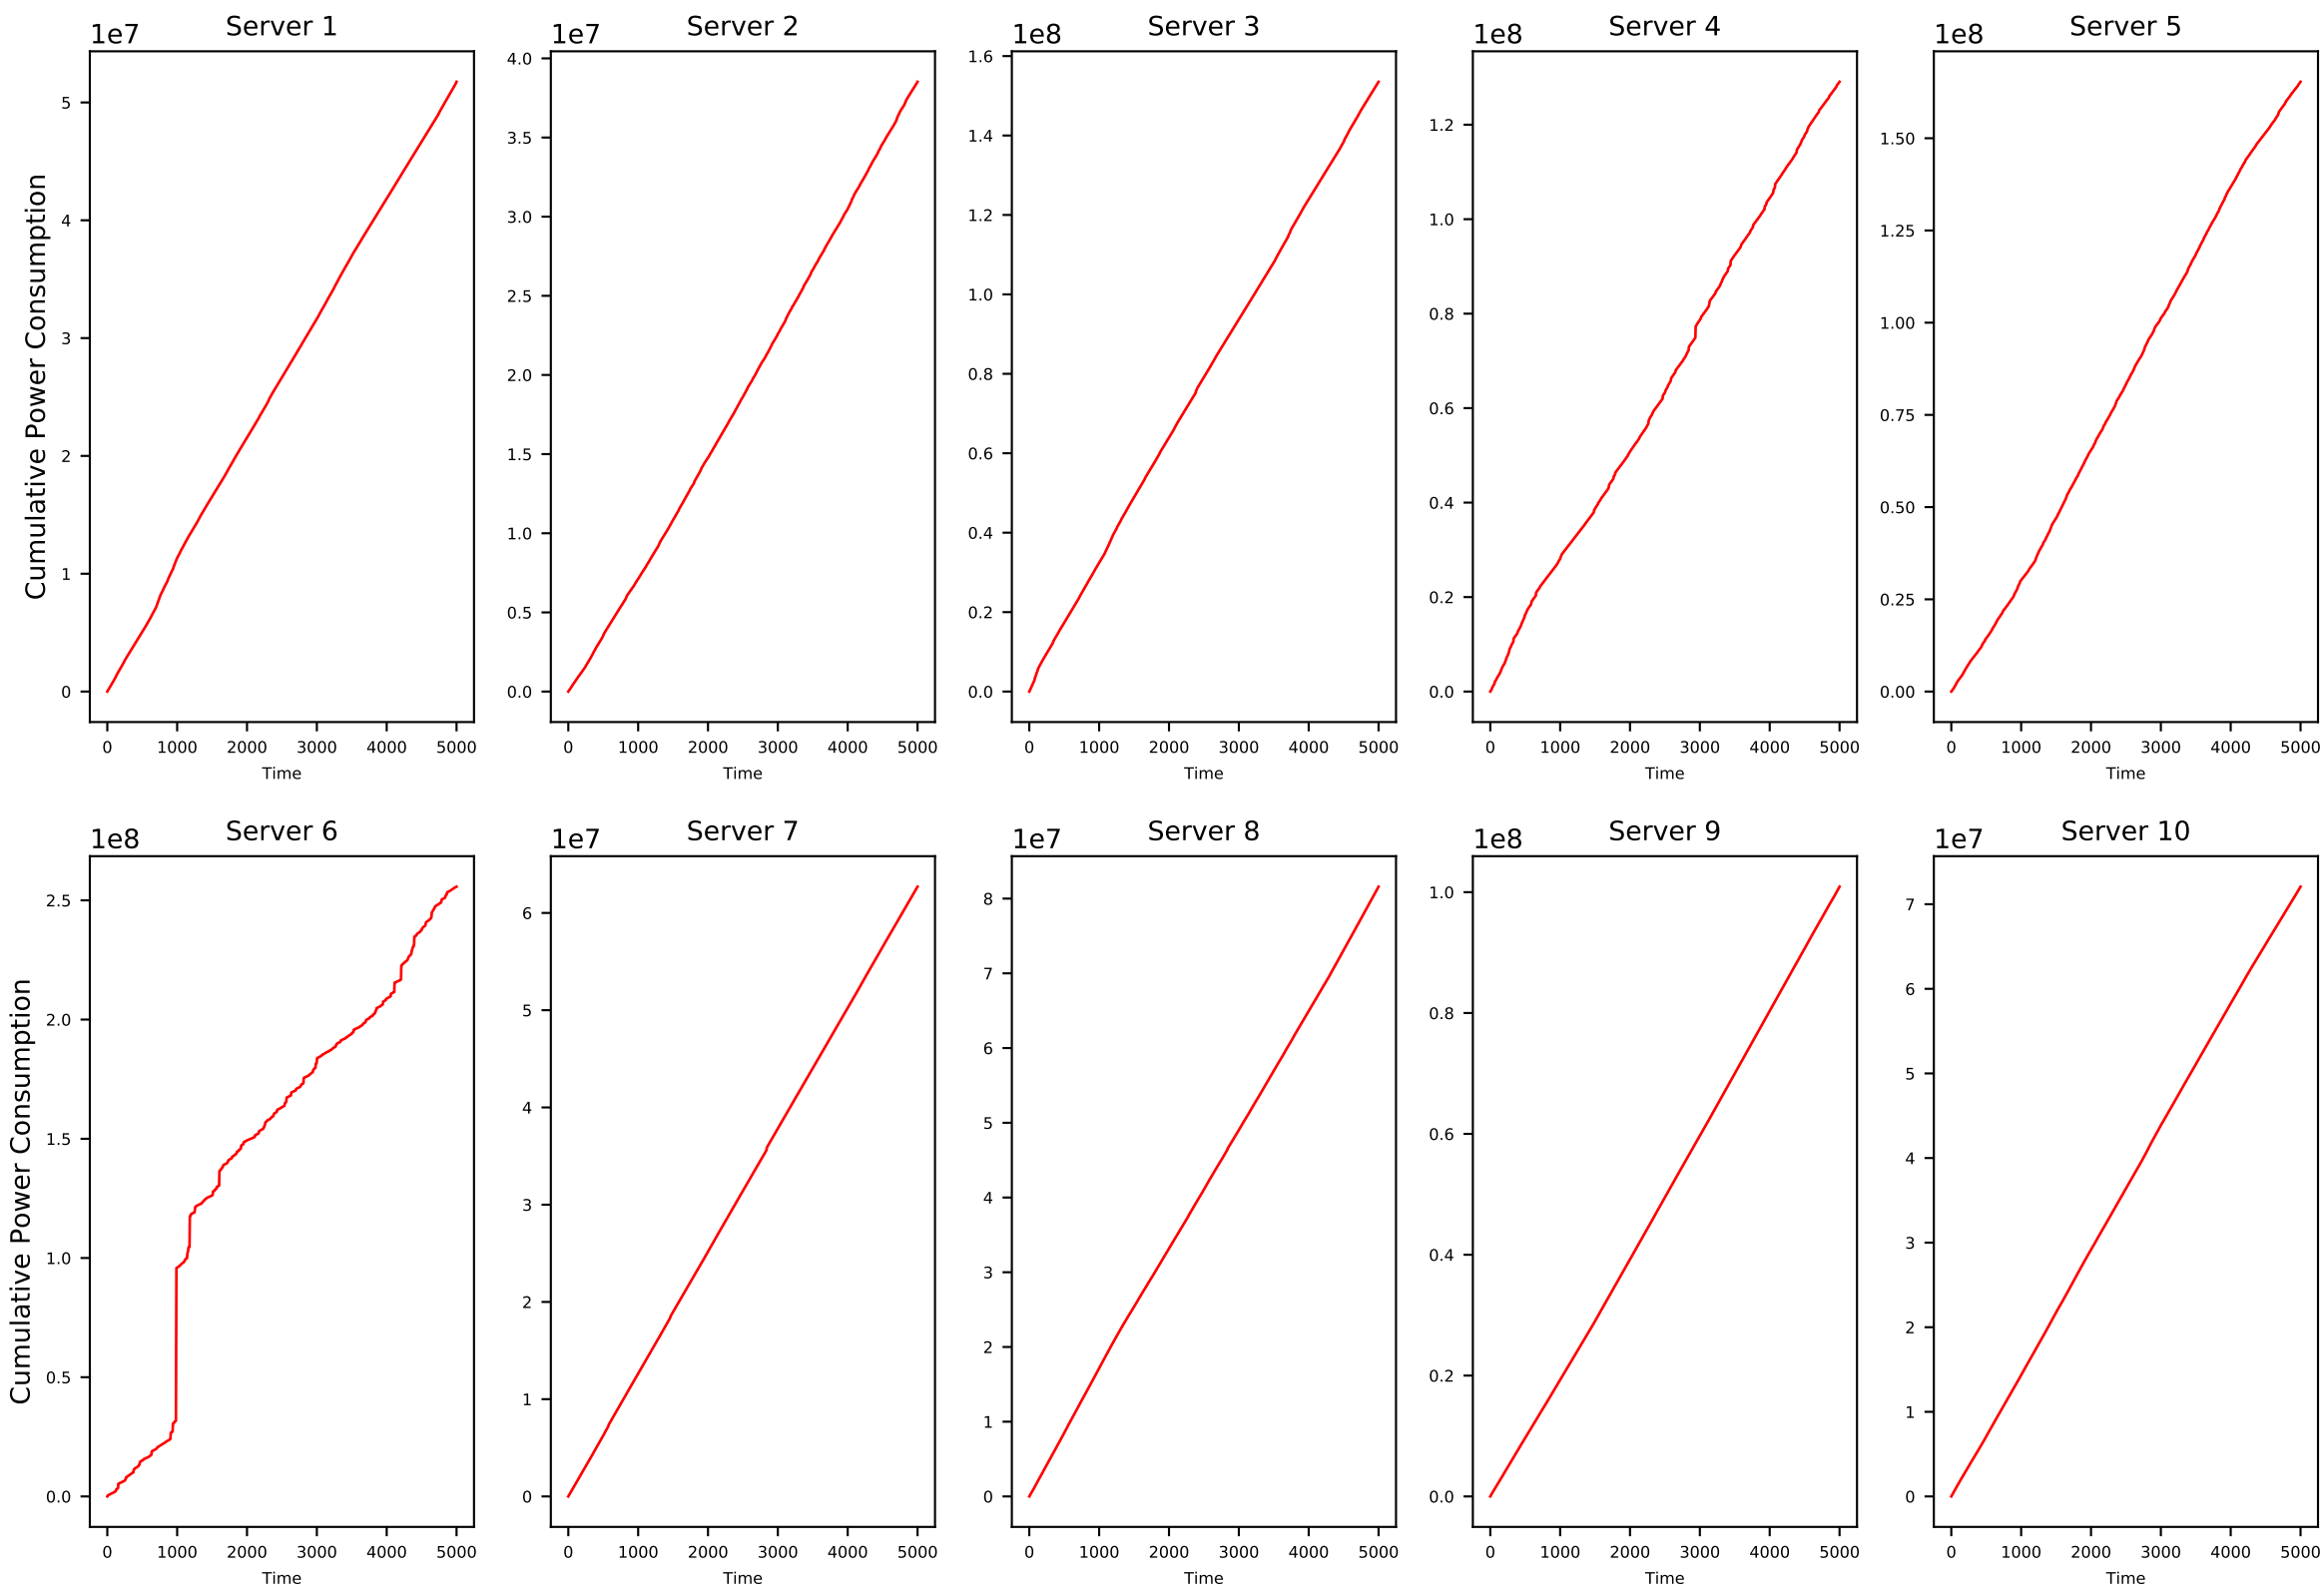 Server 1
Server 2
Server 3
Server 4
Server 5
1e7
1e7
1e8
1e8
1e8
Cumulative Power Consumption
5
4
3
2
1
0
4.0
3.5
3.0
2.5
2.0
1.5
1.0
0.5
0.0
1.6
1.4
1.2
1.0
0.8
0.6
0.4
0.2
0.0
1.2
1.0
0.8
0.6
0.4
0.2
0.0
1.50
1.25
1.00
0.75
0.50
0.25
0.00
0 1000 2000 3000 4000 5000
0 1000 2000 3000 4000 5000
0 1000 2000 3000 4000 5000
0 1000 2000 3000 4000 5000
0 1000 2000 3000 4000 5000
Time
Time
Time
Time
Time
Server 6
Server 7
Server 8
Server 9
Server 10
1e8
1e7
1e7
1e8
1e7
Cumulative Power Consumption
2.5
2.0
1.5
1.0
0.5
0.0
6
5
4
3
2
1
0
8
7
6
5
4
3
2
1
0
1.0
0.8
0.6
0.4
0.2
0.0
7
6
5
4
3
2
1
0
0 1000 2000 3000 4000 5000
0 1000 2000 3000 4000 5000
0 1000 2000 3000 4000 5000
0 1000 2000 3000 4000 5000
0 1000 2000 3000 4000 5000
Time
Time
Time
Time
Time